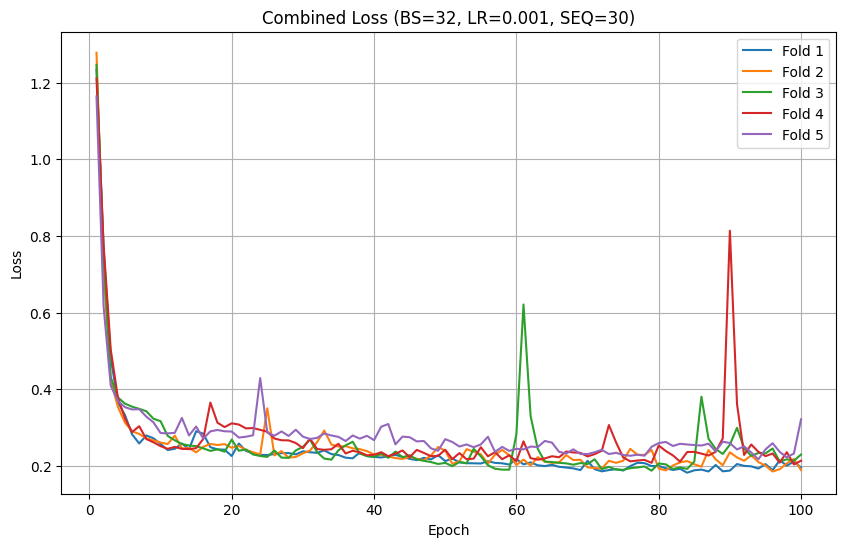 Combined Loss (BS=32, LR=0.001, SEQ=30)
Fold 1
Fold 2
Fold 3
Fold 4
Fold 5
Loss
1.2
1.0
0.8
0.6
0.4
0.2
0 20 40 60 80 100
Epoch